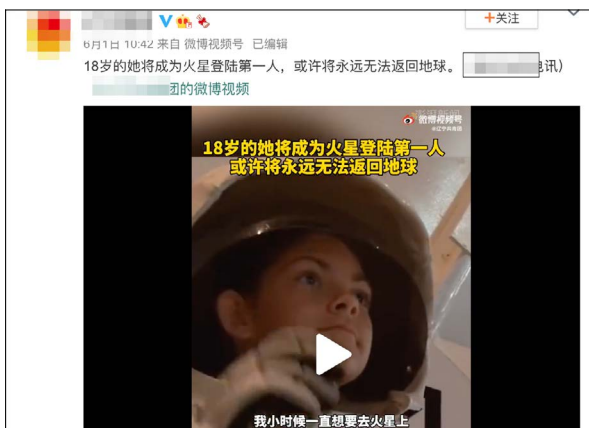 +关注
6月1日 10:42 来自 微博视频号 已编辑
18岁的她将成为火星登陆第一人，或许将永远无法返回地球。 电讯）
团的微博视频
微博视频号
18岁的她将成为火星登陆第一人
或许将永远无法返回地球
我小时候一直想要去火星上